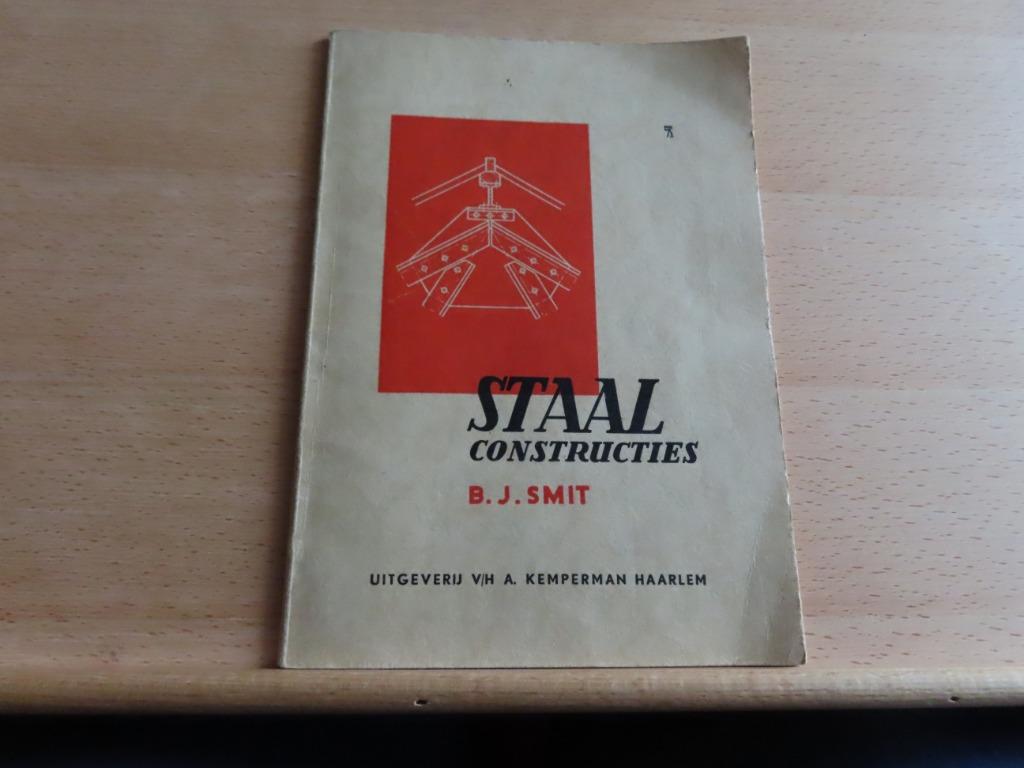 STAAL
CONSTRUCTIES
B. J. SMIT
UITGEVERIJ V/H A. KEMPERMAN HAARLEM